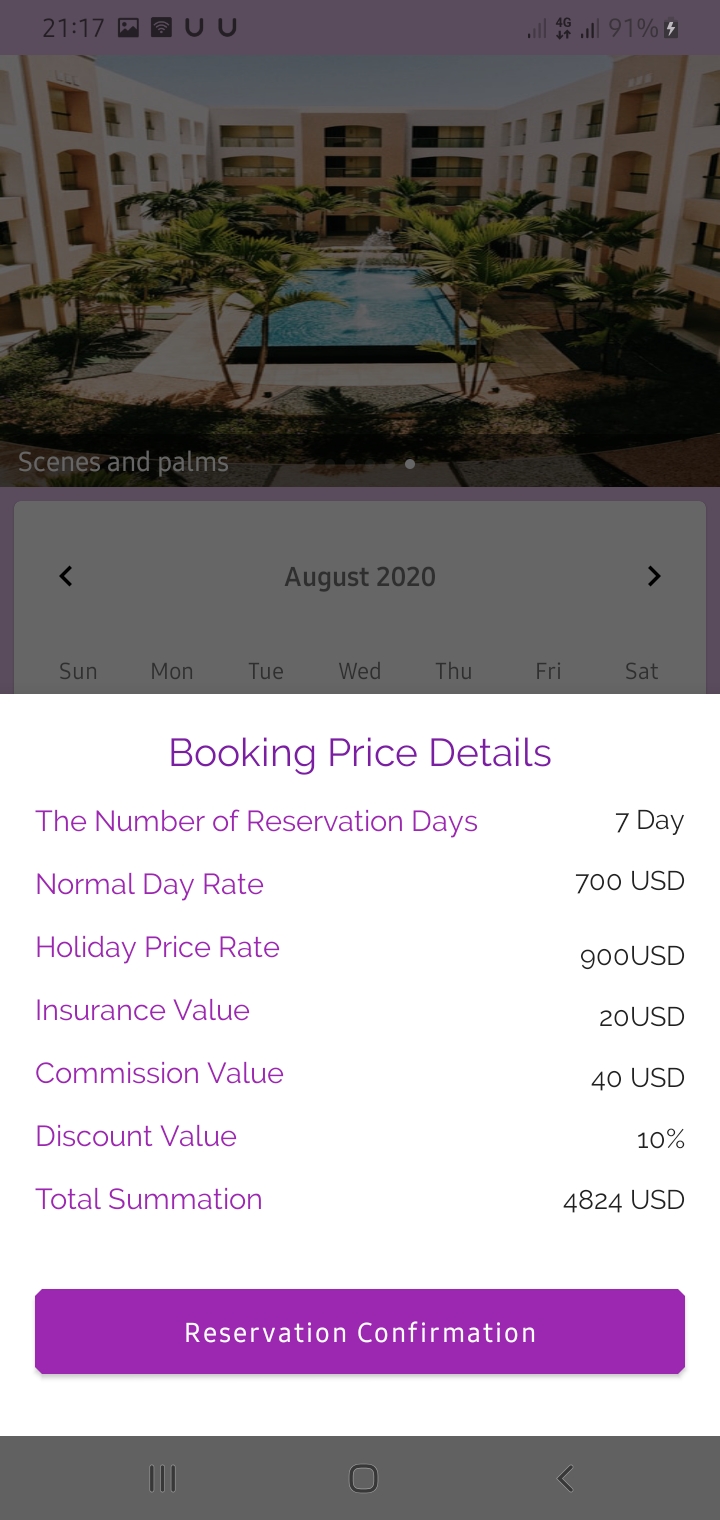 21:17
4G
91%
Scenes and palms
August 2020
Sun Mon Tue Wed Thu Fri Sat
Booking Price Details
The Number of Reservation Days 7 Day
Normal Day Rate 700 USD
Holiday Price Rate 900USD
Insurance Value 20USD
Commission Value 40 USD
Discount Value 10%
Total Summation 4824 USD
Reservation Confirmation